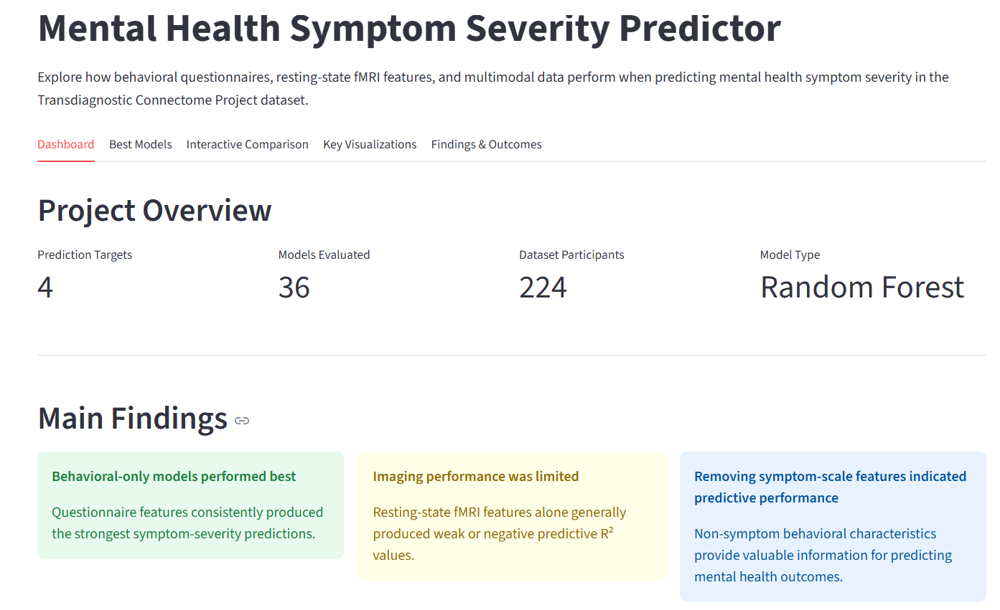 Mental Health Symptom Severity Predictor
Explore how behavioral questionnaires, resting-state fMRI features, and multimodal data perform when predicting mental health symptom severity in the
Transdiagnostic Connectome Project dataset.
Dashboard Best Models Interactive Comparison Key Visualizations Findings & Outcomes
Project Overview
Prediction Targets Models Evaluated Dataset Participants Model Type
4 36 224 Random Forest
Main Findings
Behavioral-only models performed best
Questionnaire features consistently produced
the strongest symptom-severity predictions.
Imaging performance was limited
Resting-state fMRI features alone generally
produced weak or negative predictive R²
values.
Removing symptom-scale features indicated
predictive performance
Non-symptom behavioral characteristics
provide valuable information for predicting
mental health outcomes.